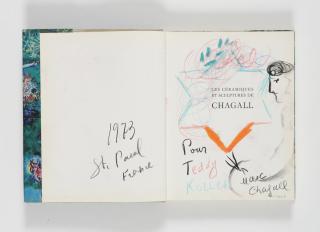 1973
St. Paul
France
LES CÉRAMIQUES
ET SCULPTURES DE
CHAGALL
Pour
Teddy
Kollek
Marc
Chagall